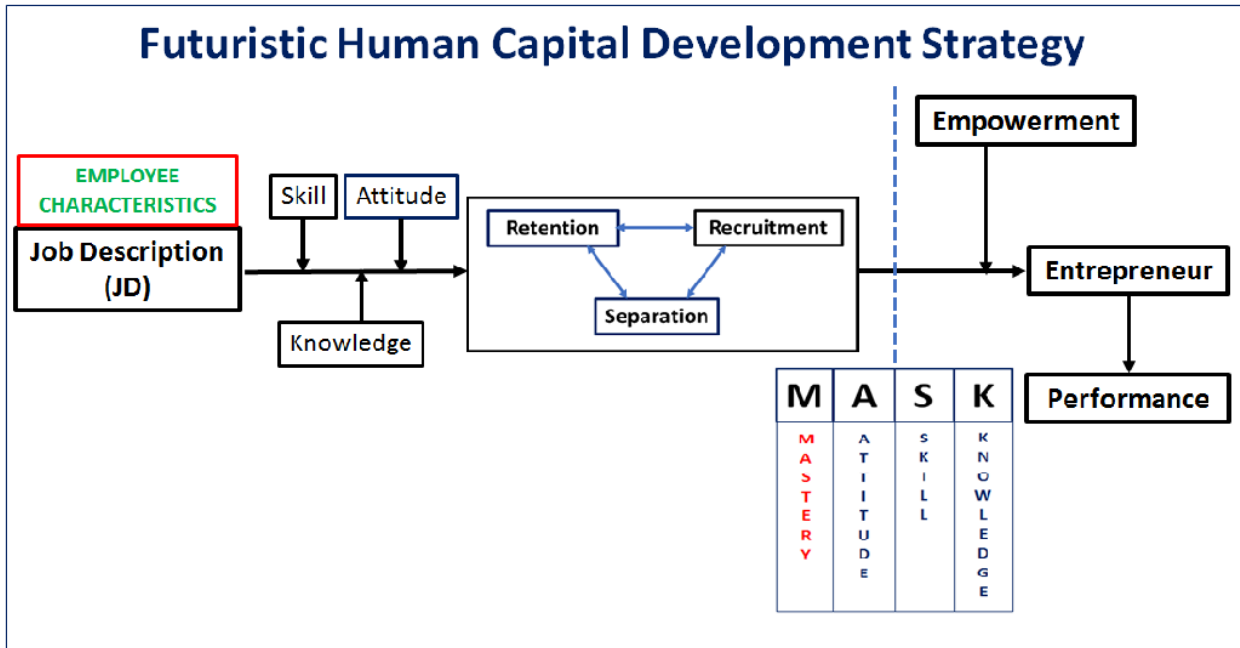 Futuristic Human Capital Development Strategy
Empowerment
EMPLOYEE
CHARACTERISTICS
Skill
Attitude
Job Description
(JD)
Knowledge
Retention
Recruitment
Separation
Entrepreneur
Performance
M A S K
MASTERY
ATIITUDE
SKILL
KNOWLEDGE